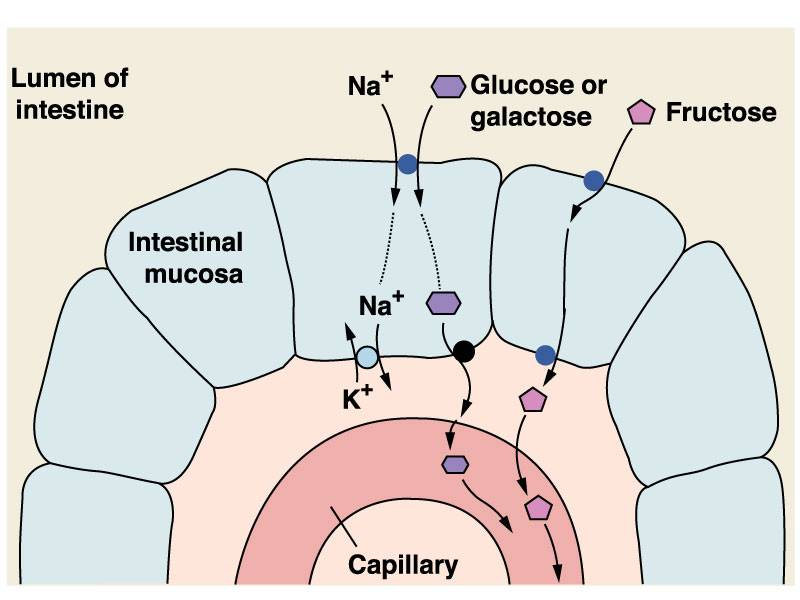 Lumen of
intestine
Na+
Glucose or
galactose
Fructose
Intestinal
mucosa
Na+
K+
Capillary